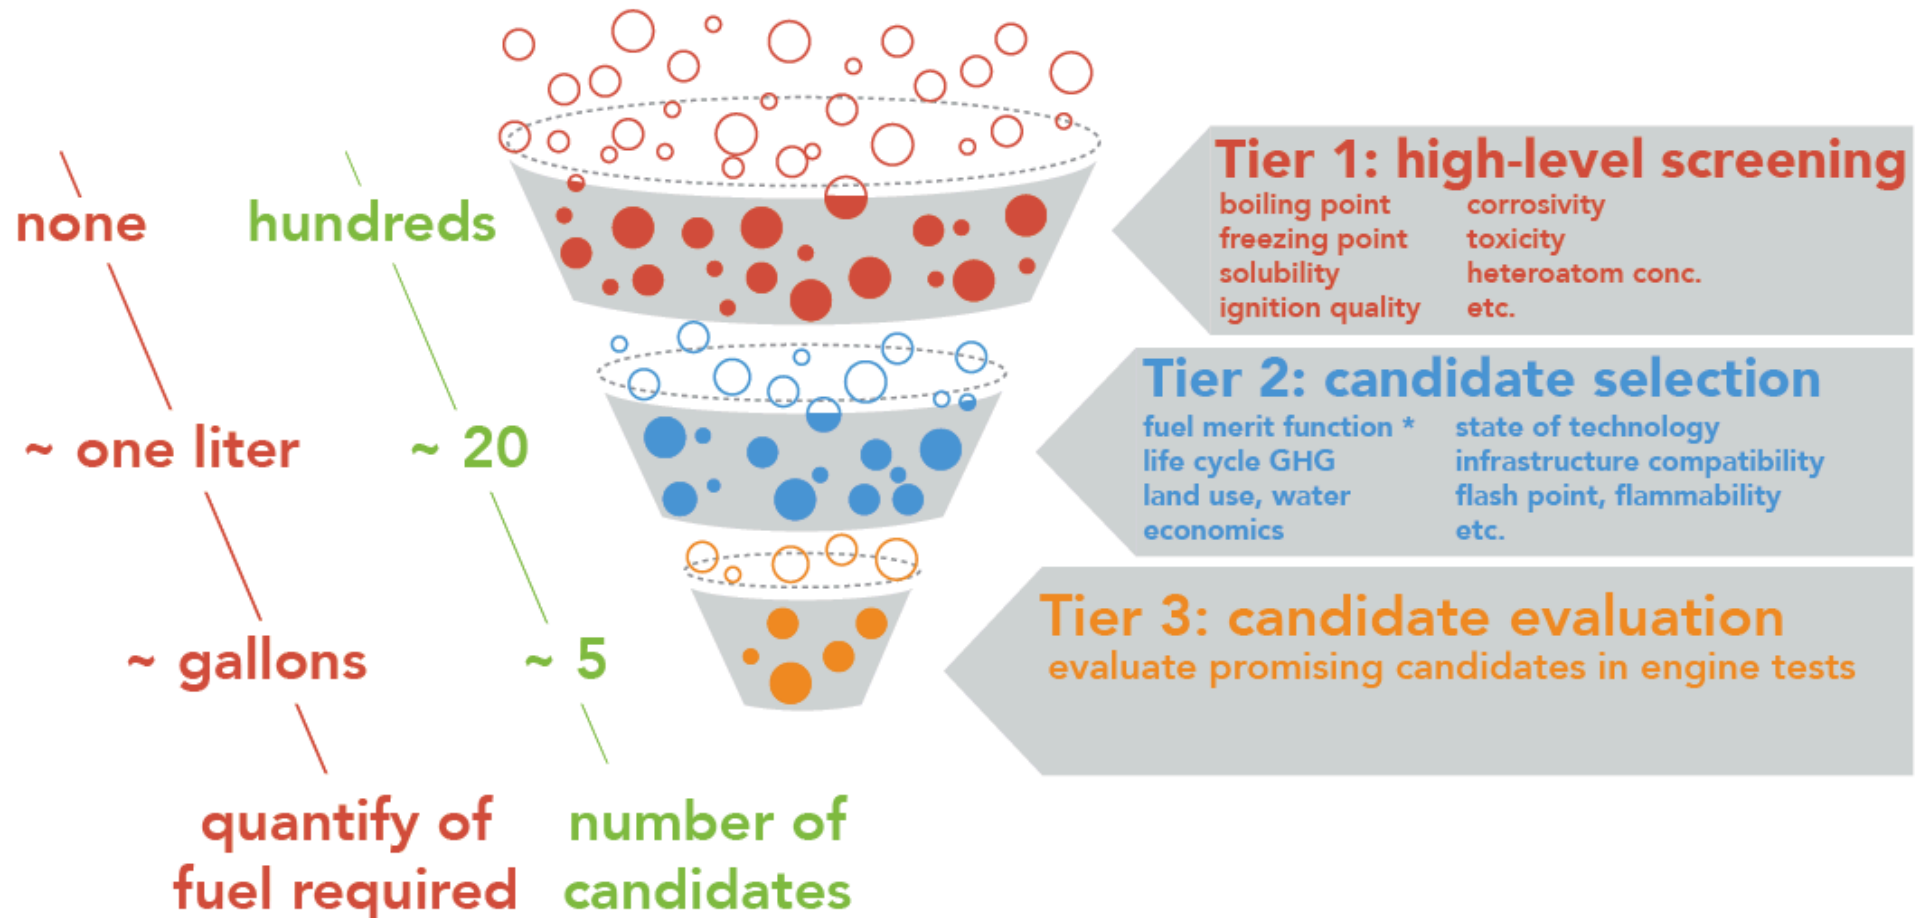 none
hundreds
~ one liter
~ 20
~ gallons
~ 5
quantify of
fuel required
number of
candidates
Tier 1: high-level screening
boiling point
freezing point
solubility
ignition quality
corrosivity
toxicity
heteroatom conc.
etc.
Tier 2: candidate selection
fuel merit function *
life cycle GHG
land use, water
economics
state of technology
infrastructure compatibility
flash point, flammability
etc.
Tier 3: candidate evaluation
evaluate promising candidates in engine tests